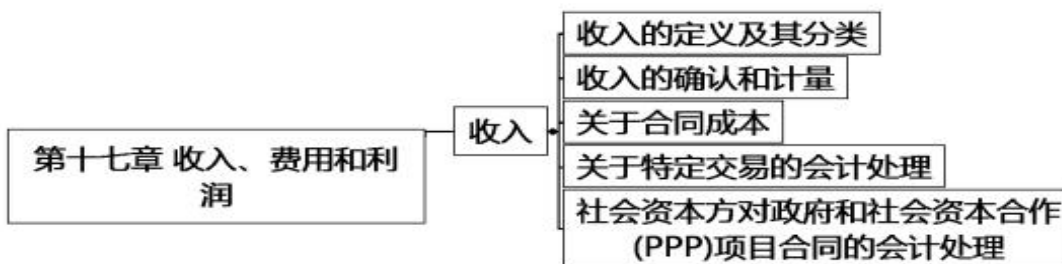 第十七章 收入、费用和利
润
收入
收入的定义及其分类
收入的确认和计量
关于合同成本
关于特定交易的会计处理
社会资本方对政府和社会资本合作
(PPP)项目合同的会计处理